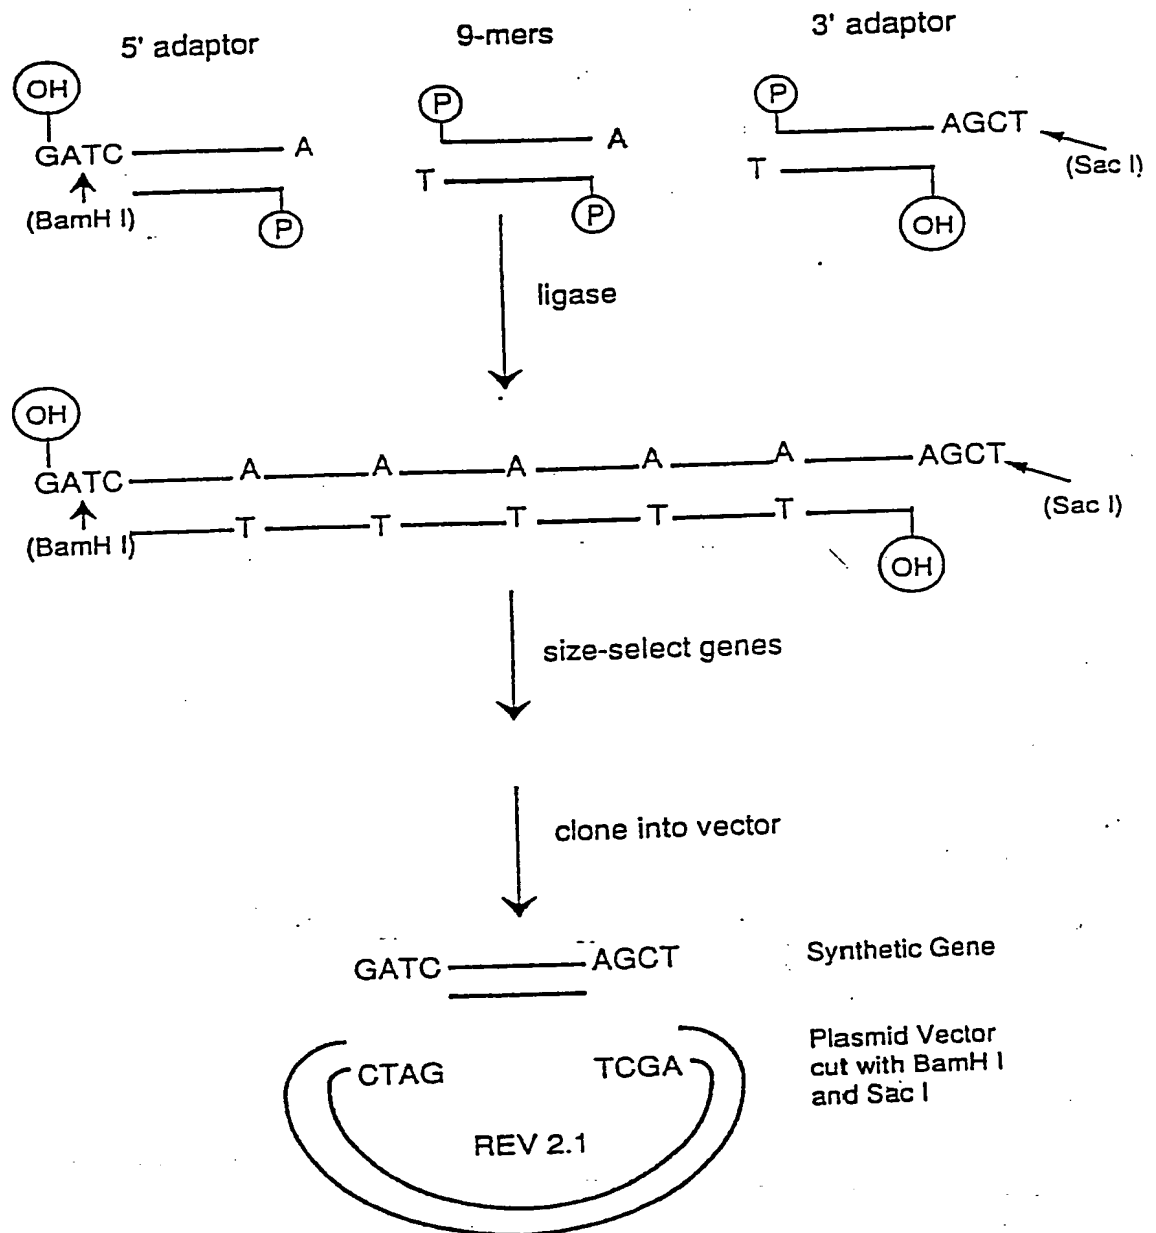 5' adaptor
9-mers
3' adaptor
OH
P
P
GATC
A
A
AGCT
T
T
(Sac I)
(BamH I)
P
P
OH
ligase
OH
GATC
A
A
A
A
A
AGCT
(Sac I)
(BamH I)
T
T
T
T
T
OH
size-select genes
clone into vector
GATC
AGCT
Synthetic Gene
CTAG
TCGA
Plasmid Vector
cut with BamH I
and Sac I
REV 2.1